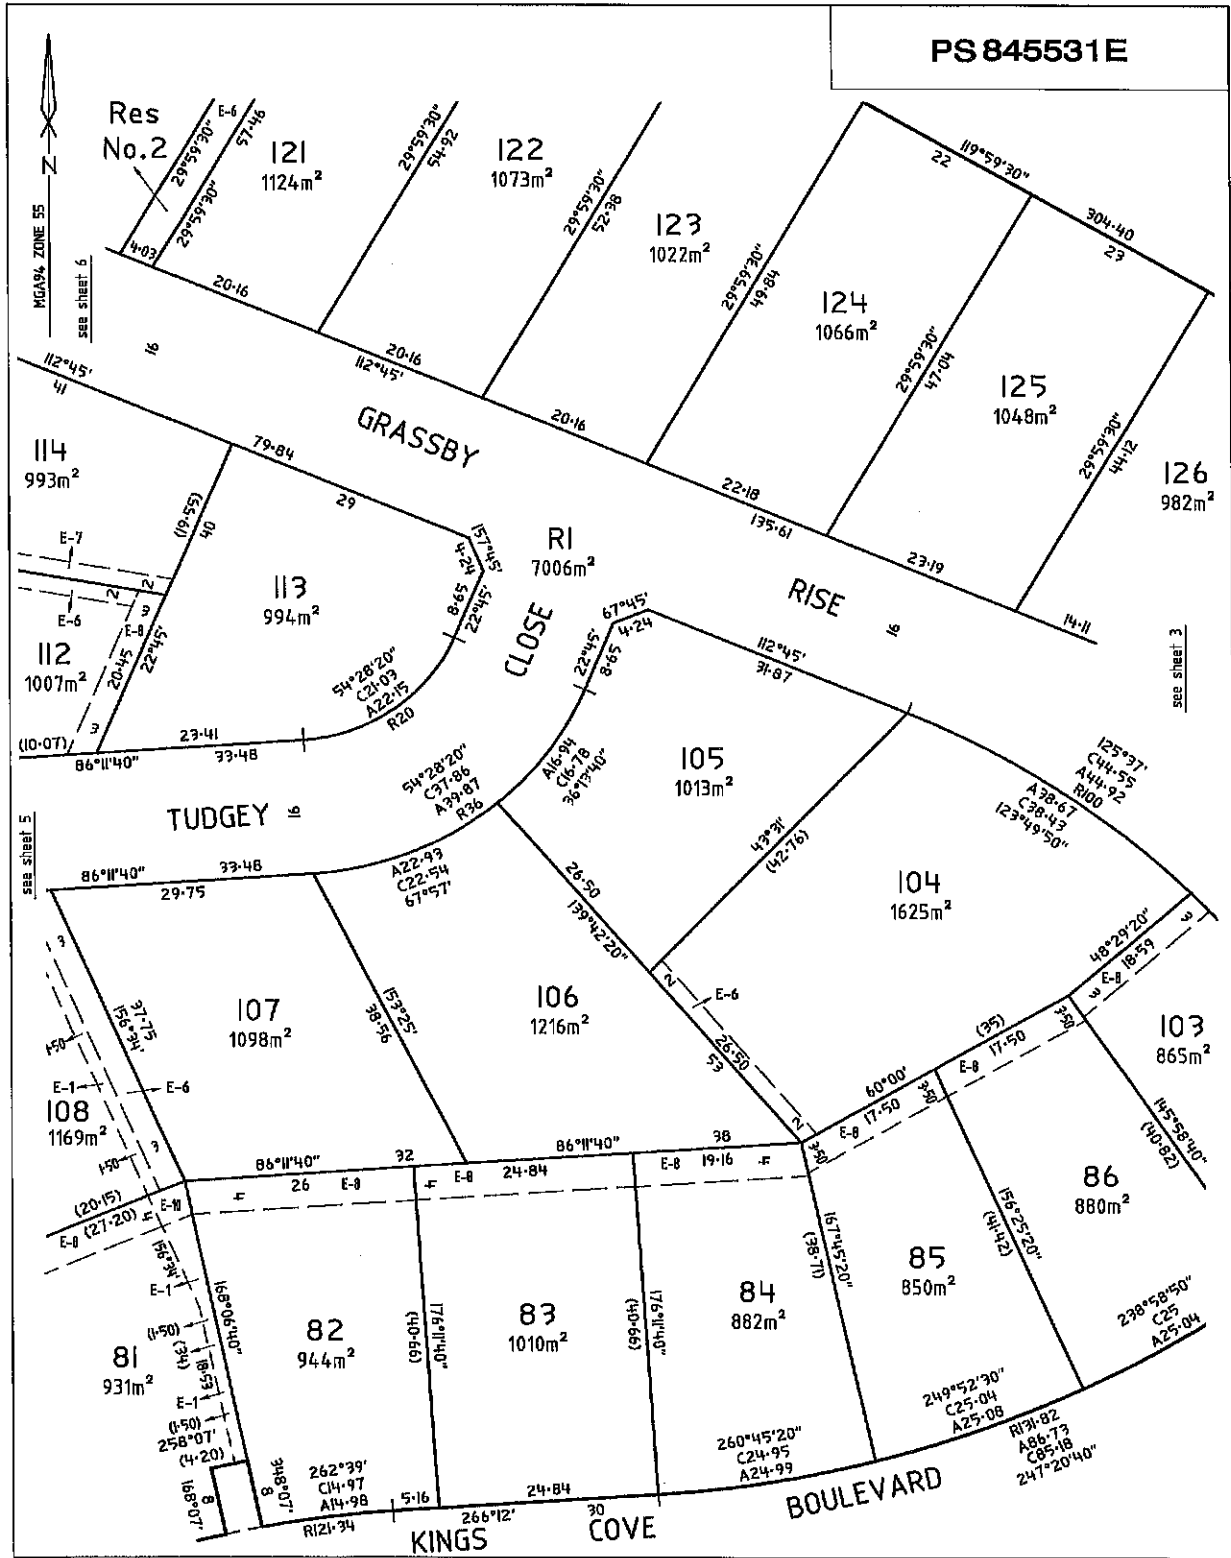 PS 845531E
MGA94 ZONE 55
N
Res
No.2
E-6
29°59'30"
57·46
29°59'30"
121
1124m²
29°59'30"
54·92
122
1073m²
29°59'30"
52·38
123
1022m²
29°59'30"
49·84
22
119°59'30"
304·40
23
124
1066m²
29°59'30"
47·04
125
1048m²
29°59'30"
44·12
126
982m²
see sheet 6
4·03
20·16
16
20·16
112°45'
20·16
22·18
135·61
23·19
14·11
112°45'
41
GRASSBY
RISE
16
see sheet 3
79·84
29
114
993m²
(19·55)
40
E-7
2
2
E-6
3
E-8
113
994m²
157°45'
4·24
8·65
22°45'
R1
7006m²
CLOSE
67°45'
4·24
22°45'
8·65
112°45'
31·87
112
1007m²
20·45
22°45'
3
(10·07)
23·41
86°11'40"
33·48
54°28'20"
C21·03
A22·15
R20
54°28'20"
C37·86
A39·87
R36
A16·94
C16·78
36°13'40"
105
1013m²
125°37'
C44·55
A44·92
R100
A38·67
C38·43
123°49'50"
see sheet 5
TUDGEY
16
86°11'40"
33·48
29·75
A22·93
C22·54
67°57'
26·50
139°42'20"
43°31'
(42·76)
104
1625m²
3
37·75
156°34'
107
1098m²
153°25'
38·56
106
1216m²
2
E-6
26·50
53
2
48°29'20"
18·59
E-8
3
3
3·50
(35)
17·50
E-8
60°00'
17·50
3·50
E-8
3·50
103
865m²
145°58'40"
(40·82)
1·50
E-1
E-6
108
1169m²
1·50
3
86°11'40"
32
86°11'40"
38
26
E-8
4
4
E-8
24·84
E-8
19·16
4
(20·15)
(27·20)
E-8
4
E-10
4
156°34'
E-1
168°06'40"
(1·50)
(34)
18·53
E-1
(1·50)
258°07'
(4·20)
81
931m²
82
944m²
176°11'40"
(40·66)
83
1010m²
176°11'40"
(40·66)
84
882m²
167°45'20"
(38·71)
85
850m²
156°25'20"
(41·42)
86
880m²
168°07'
8
348°07'
8
262°39'
C14·97
A14·98
R121·34
5·16
24·84
266°12'
30
260°45'20"
C24·95
A24·99
249°52'30"
C25·04
A25·08
238°58'50"
C25
A25·04
R131·82
A86·73
C85·18
247°20'40"
KINGS
COVE
BOULEVARD